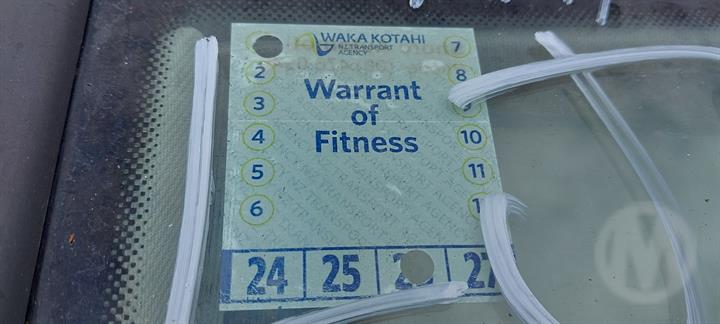 WAKA KOTAHI
NZ TRANSPORT
AGENCY
7
2
8
3
Warrant
of
Fitness
4
10
5
11
6
24 25 27
M